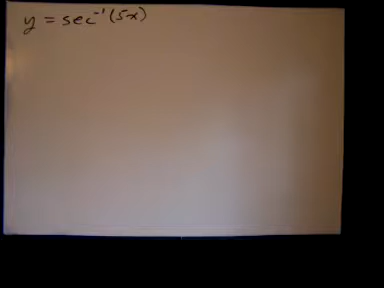 y = sec⁻¹(5x)